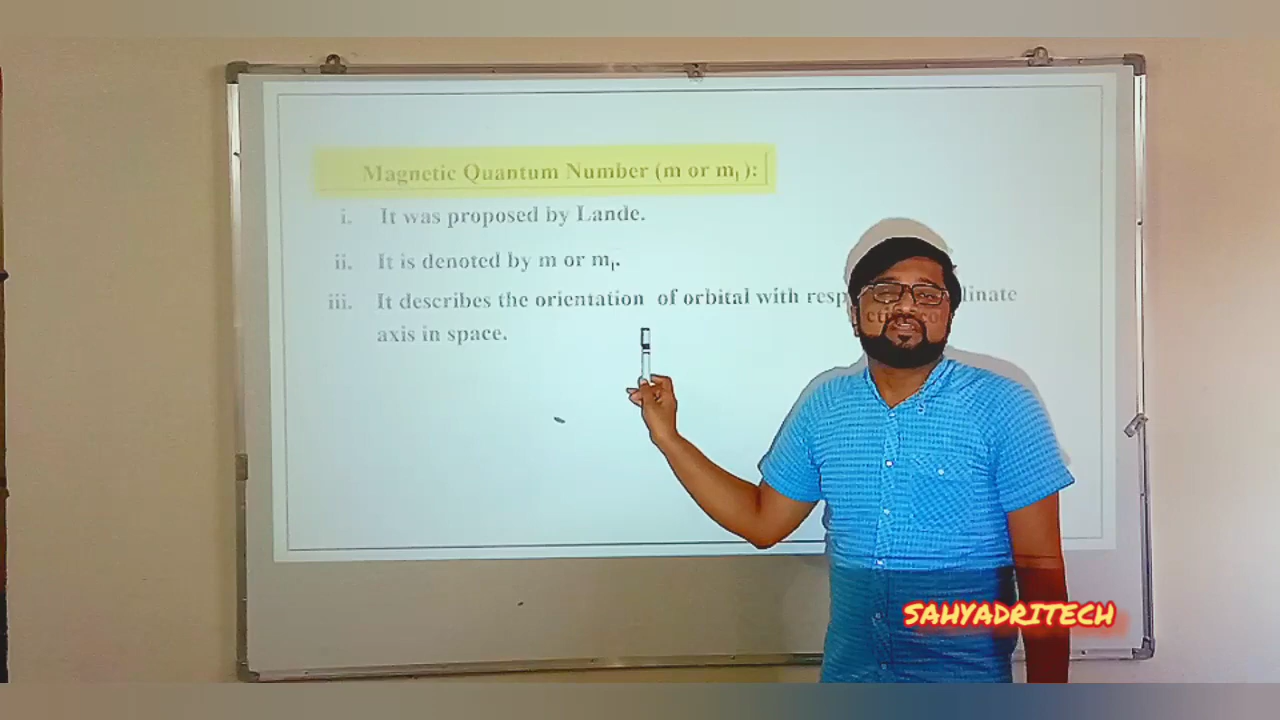 Magnetic Quantum Number (m or mₗ ):
i. It was proposed by Lande.
ii. It is denoted by m or mₗ.
iii. It describes the orientation of orbital with linate
axis in space.
SAHYADRITECH